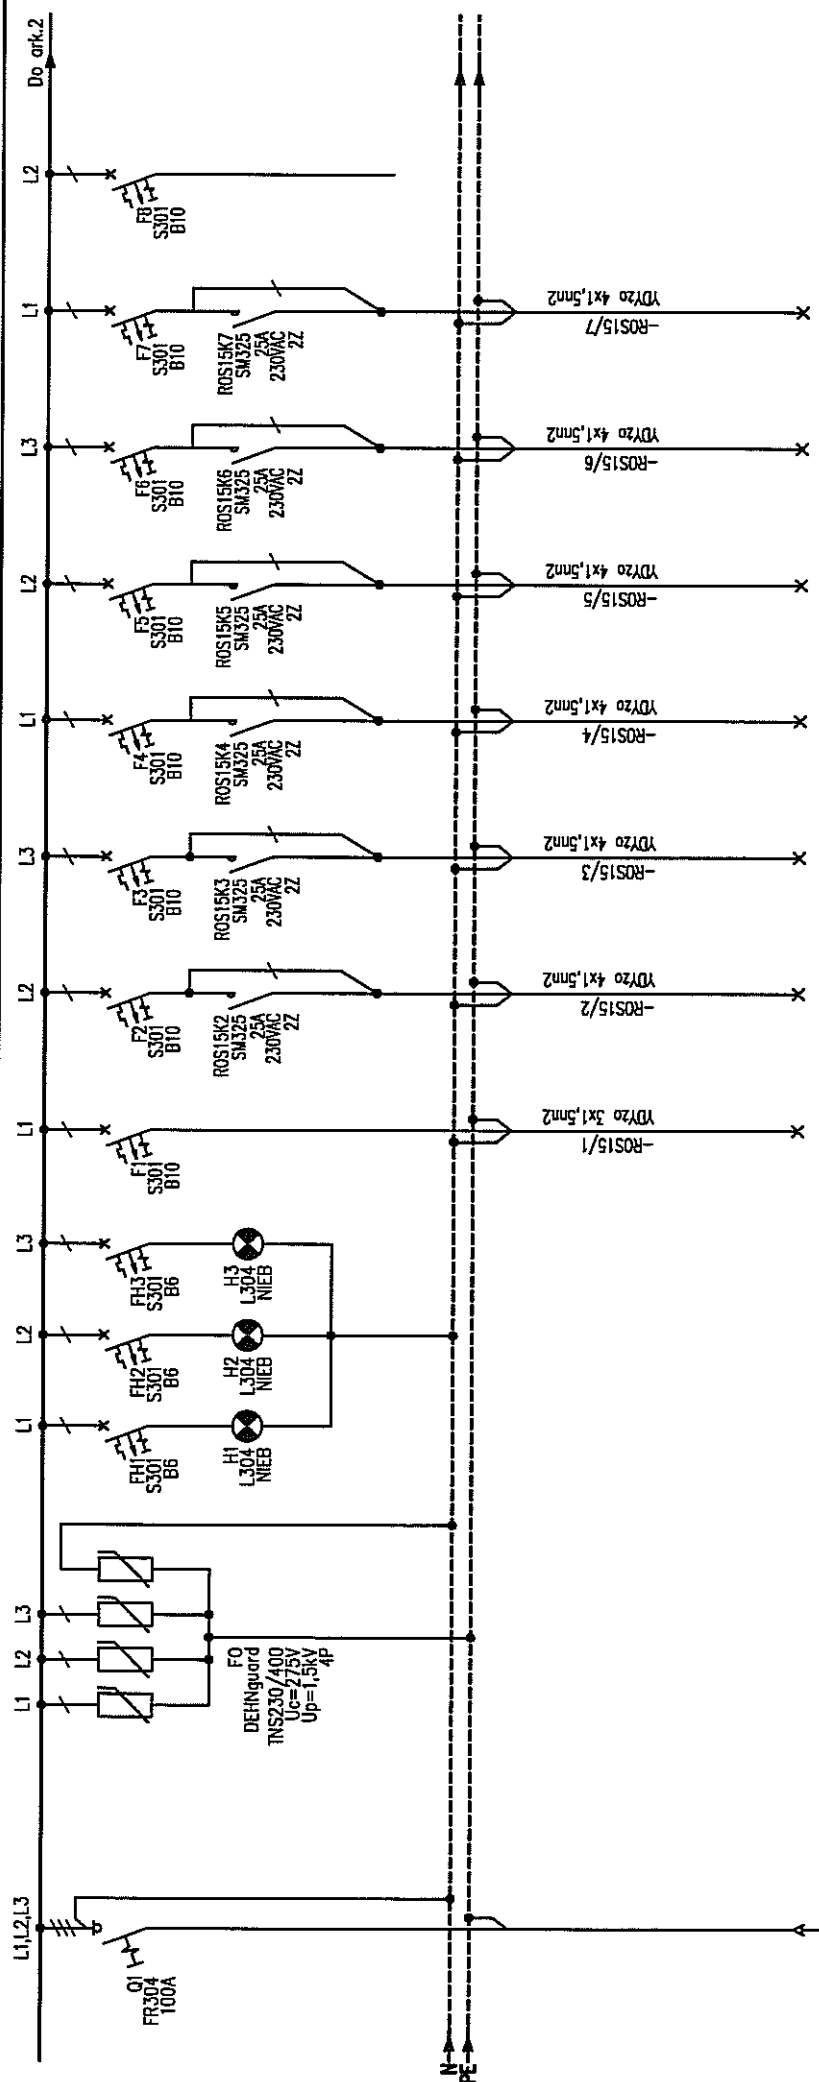 L1,L2,L3
Q1
FR304
100A
L1
L2
L3
F0
DEHNguard
TNS230/400
Uc=275V
Up=1,5kV
4P
L1
FH1
S301
B6
H1
L304
NIEB
L2
FH2
S301
B6
H2
L304
NIEB
L3
FH3
S301
B6
H3
L304
NIEB
L1
F1
S301
B10
-ROS15/1
YDYżo 3x1,5mm2
L2
F2
S301
B10
ROS15K2
SM325
25A
230VAC
2Z
-ROS15/2
YDYżo 4x1,5mm2
L3
F3
S301
B10
ROS15K3
SM325
25A
230VAC
2Z
-ROS15/3
YDYżo 4x1,5mm2
L1
F4
S301
B10
ROS15K4
SM325
25A
230VAC
2Z
-ROS15/4
YDYżo 4x1,5mm2
L2
F5
S301
B10
ROS15K5
SM325
25A
230VAC
2Z
-ROS15/5
YDYżo 4x1,5mm2
L3
F6
S301
B10
ROS15K6
SM325
25A
230VAC
2Z
-ROS15/6
YDYżo 4x1,5mm2
L1
F7
S301
B10
ROS15K7
SM325
25A
230VAC
2Z
-ROS15/7
YDYżo 4x1,5mm2
L2
F8
S301
B10
Do ark.2
N
PE